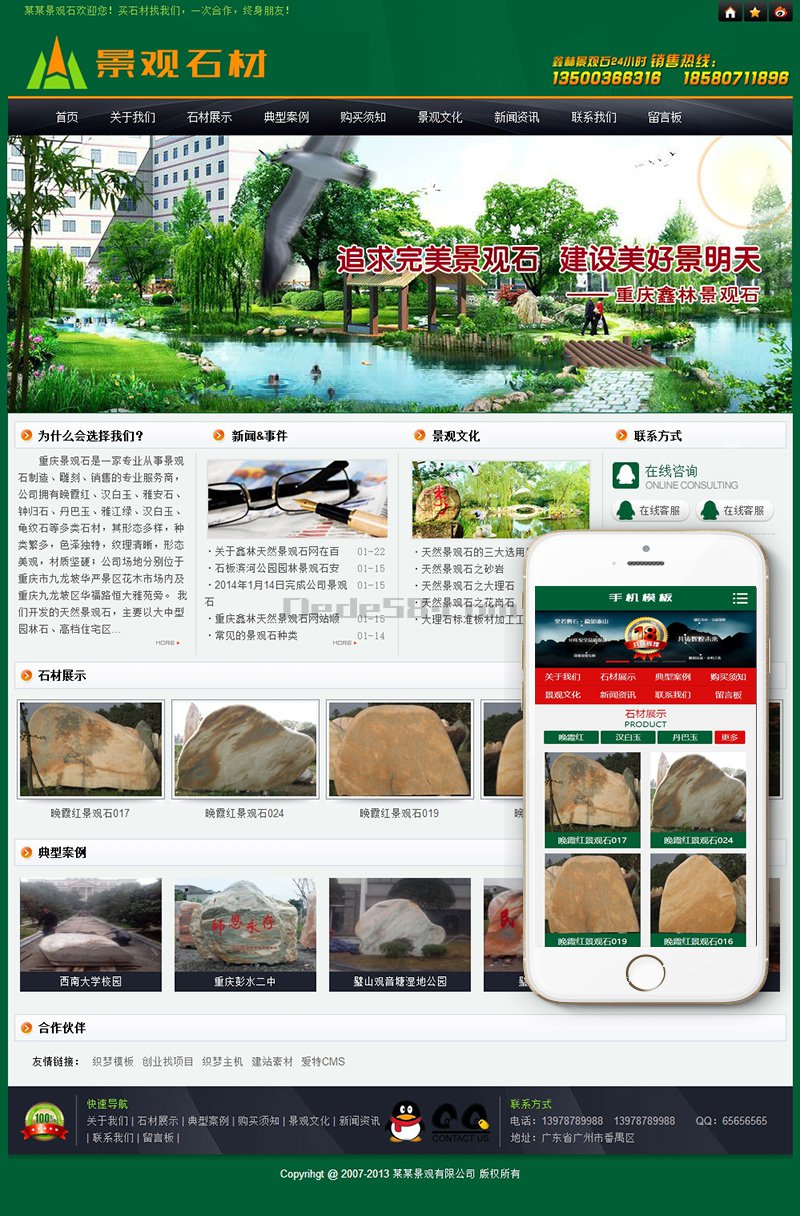 某某景观石欢迎您！买石材找我们，一次合作，终身朋友！
景观石材
鑫林景观石24小时 销售热线：
13500366316 18580711896
首页 关于我们 石材展示 典型案例 购买须知 景观文化 新闻资讯 联系我们 留言板
追求完美景观石 建设美好景明天
—— 重庆鑫林景观石
为什么会选择我们?
重庆景观石是一家专业从事景观
石制造、雕刻、销售的专业服务商，
公司拥有晚霞红、汉白玉、雅安石、
钟归石、丹巴玉、雅江绿、汉白玉、
龟纹石等多类石材，其形态多样，种
类繁多，色泽独特，纹理清晰，形态
美观，材质坚硬；公司场地分别位于
重庆市九龙坡华严景区花木市场内及
重庆九龙坡区华福路恒大雅苑旁。 我
们开发的天然景观石，主要以大中型
园林石、高档住宅区...
MORE
新闻&事件
· 关于鑫林天然景观石网在百 01-22
· 石板滨河公园园林景观石安 01-15
· 2014年1月14日完成公司景观 01-15
石
· 重庆鑫林天然景观石网站顺 01-15
· 常见的景观石种类 01-14
MORE
景观文化
· 天然景观石的三大选用
· 天然景观石之砂岩
· 天然景观石之大理石
· 天然景观石之花岗石
· 大理石标准板材加工工
联系方式
在线咨询
ONLINE CONSULTING
在线客服 在线客服
石材展示
晚霞红景观石017 晚霞红景观石024 晚霞红景观石019 晚
典型案例
师恩永存
西南大学校园 重庆彭水二中 璧山观音塘湿地公园
手机模板
18
关于我们 石材展示 典型案例 购买须知
景观文化 新闻资讯 联系我们 留言板
石材展示
PRODUCT
晚霞红 汉白玉 丹巴玉 更多
晚霞红景观石017 晚霞红景观石024
晚霞红景观石019 晚霞红景观石016
合作伙伴
友情链接： 织梦模板 创业找项目 织梦主机 建站素材 爱特CMS
100%
快速导航
关于我们 | 石材展示 | 典型案例 | 购买须知 | 景观文化 | 新闻资讯
| 联系我们 | 留言板 |
QQ
CONTACT US
联系方式
电话：13978789988 13978789988 QQ：65656565
地址：广东省广州市番禺区
Copyrihgt @ 2007-2013 某某景观有限公司 版权所有